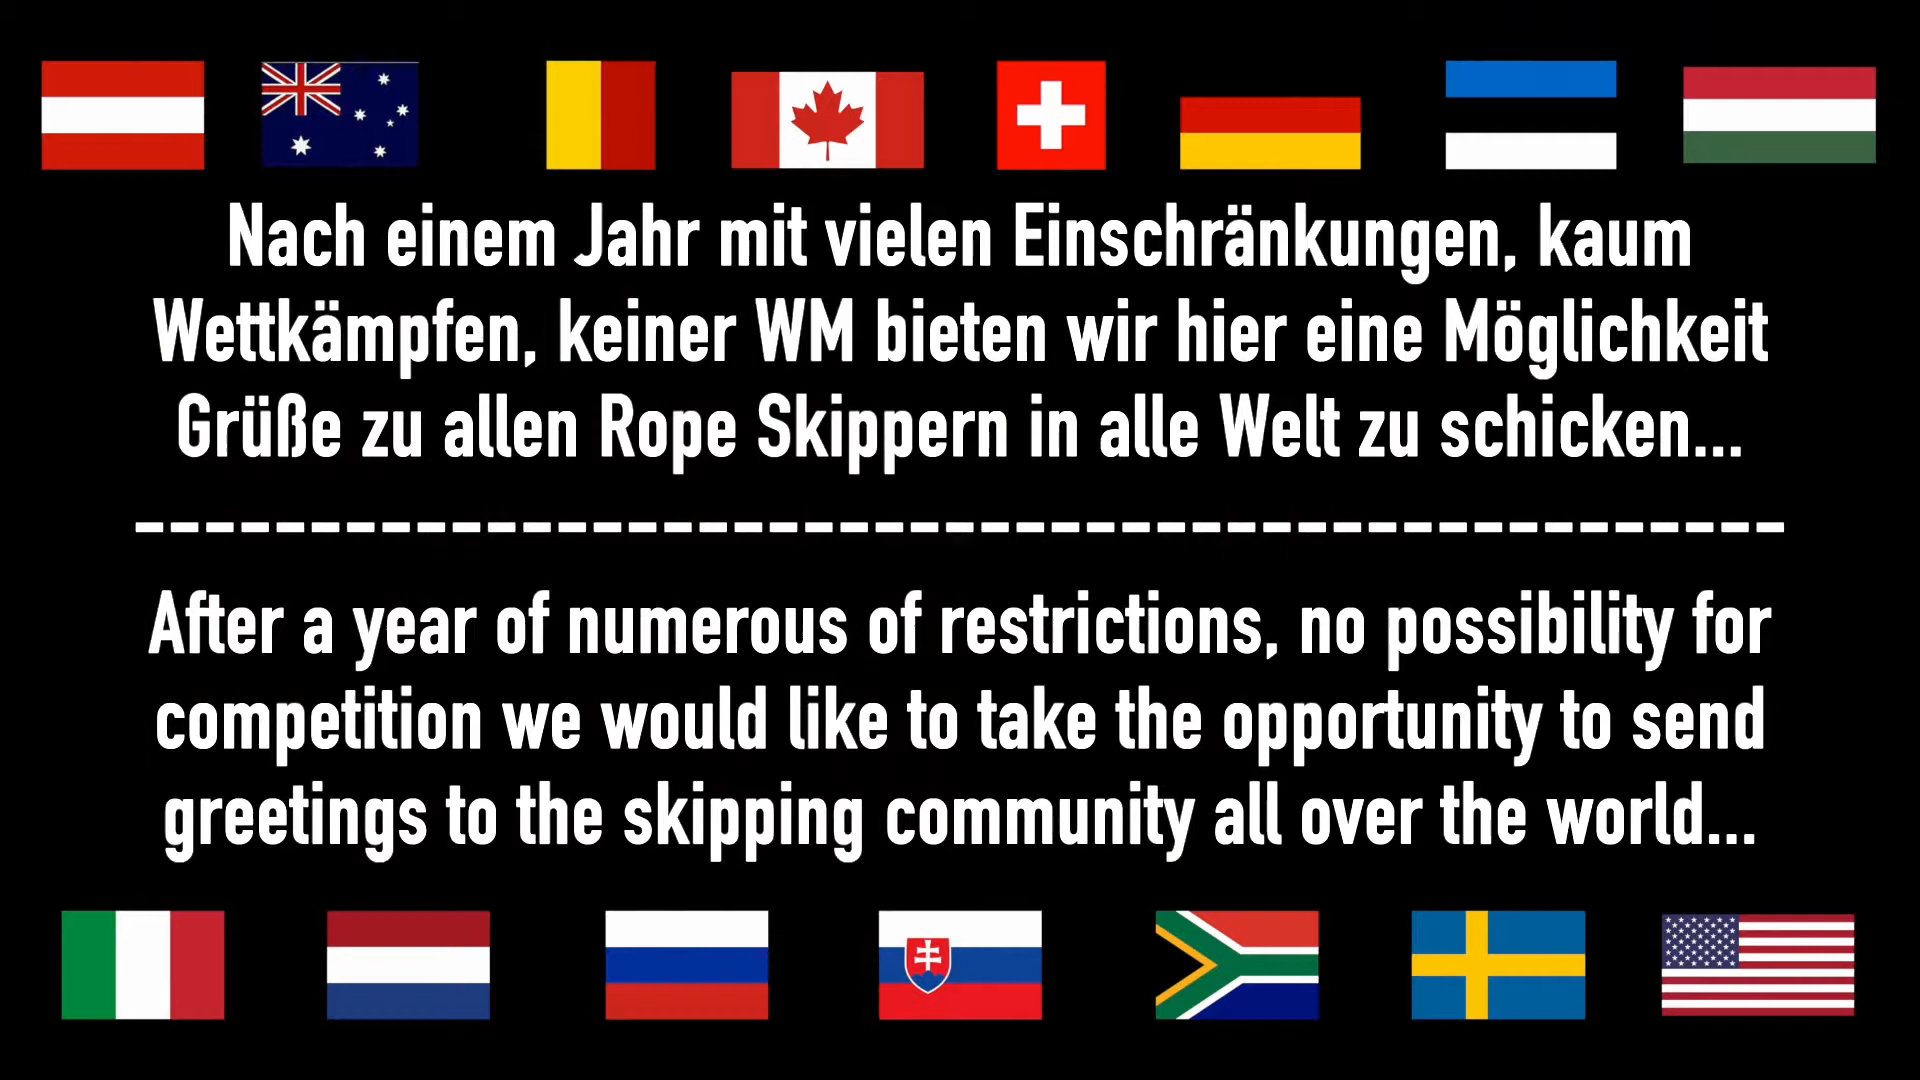 Nach einem Jahr mit vielen Einschränkungen, kaum
Wettkämpfen, keiner WM bieten wir hier eine Möglichkeit
Grüße zu allen Rope Skippern in alle Welt zu schicken...
-----------------------------------------------
After a year of numerous of restrictions, no possibility for
competition we would like to take the opportunity to send
greetings to the skipping community all over the world...